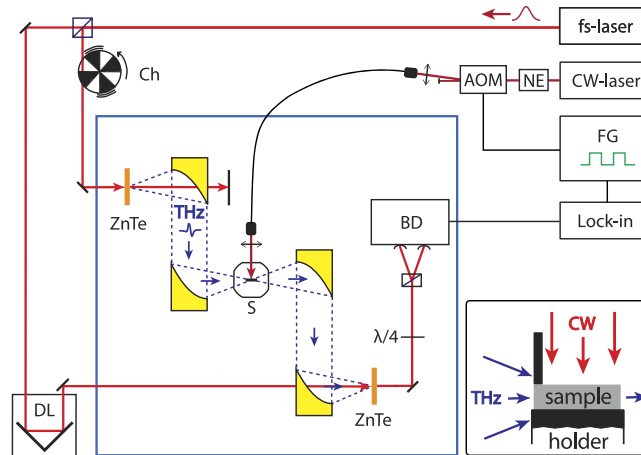 fs-laser
Ch
AOM
NE
CW-laser
FG
ZnTe
THz
BD
Lock-in
S
λ/4
DL
ZnTe
CW
THz
sample
holder